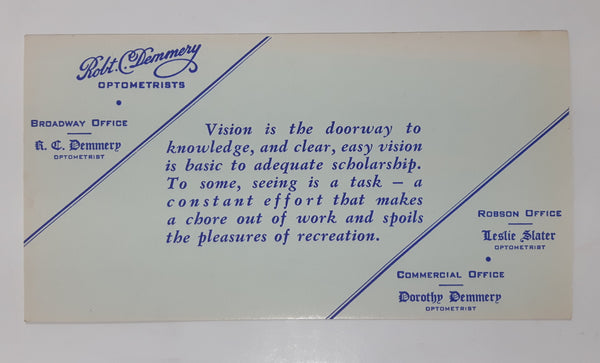 Robt. C. Demmery
OPTOMETRISTS
BROADWAY OFFICE
R. C. Demmery
OPTOMETRIST
Vision is the doorway to
knowledge, and clear, easy vision
is basic to adequate scholarship.
To some, seeing is a task — a
constant effort that makes
a chore out of work and spoils
the pleasures of recreation.
ROBSON OFFICE
Leslie Slater
OPTOMETRIST
COMMERCIAL OFFICE
Dorothy Demmery
OPTOMETRIST